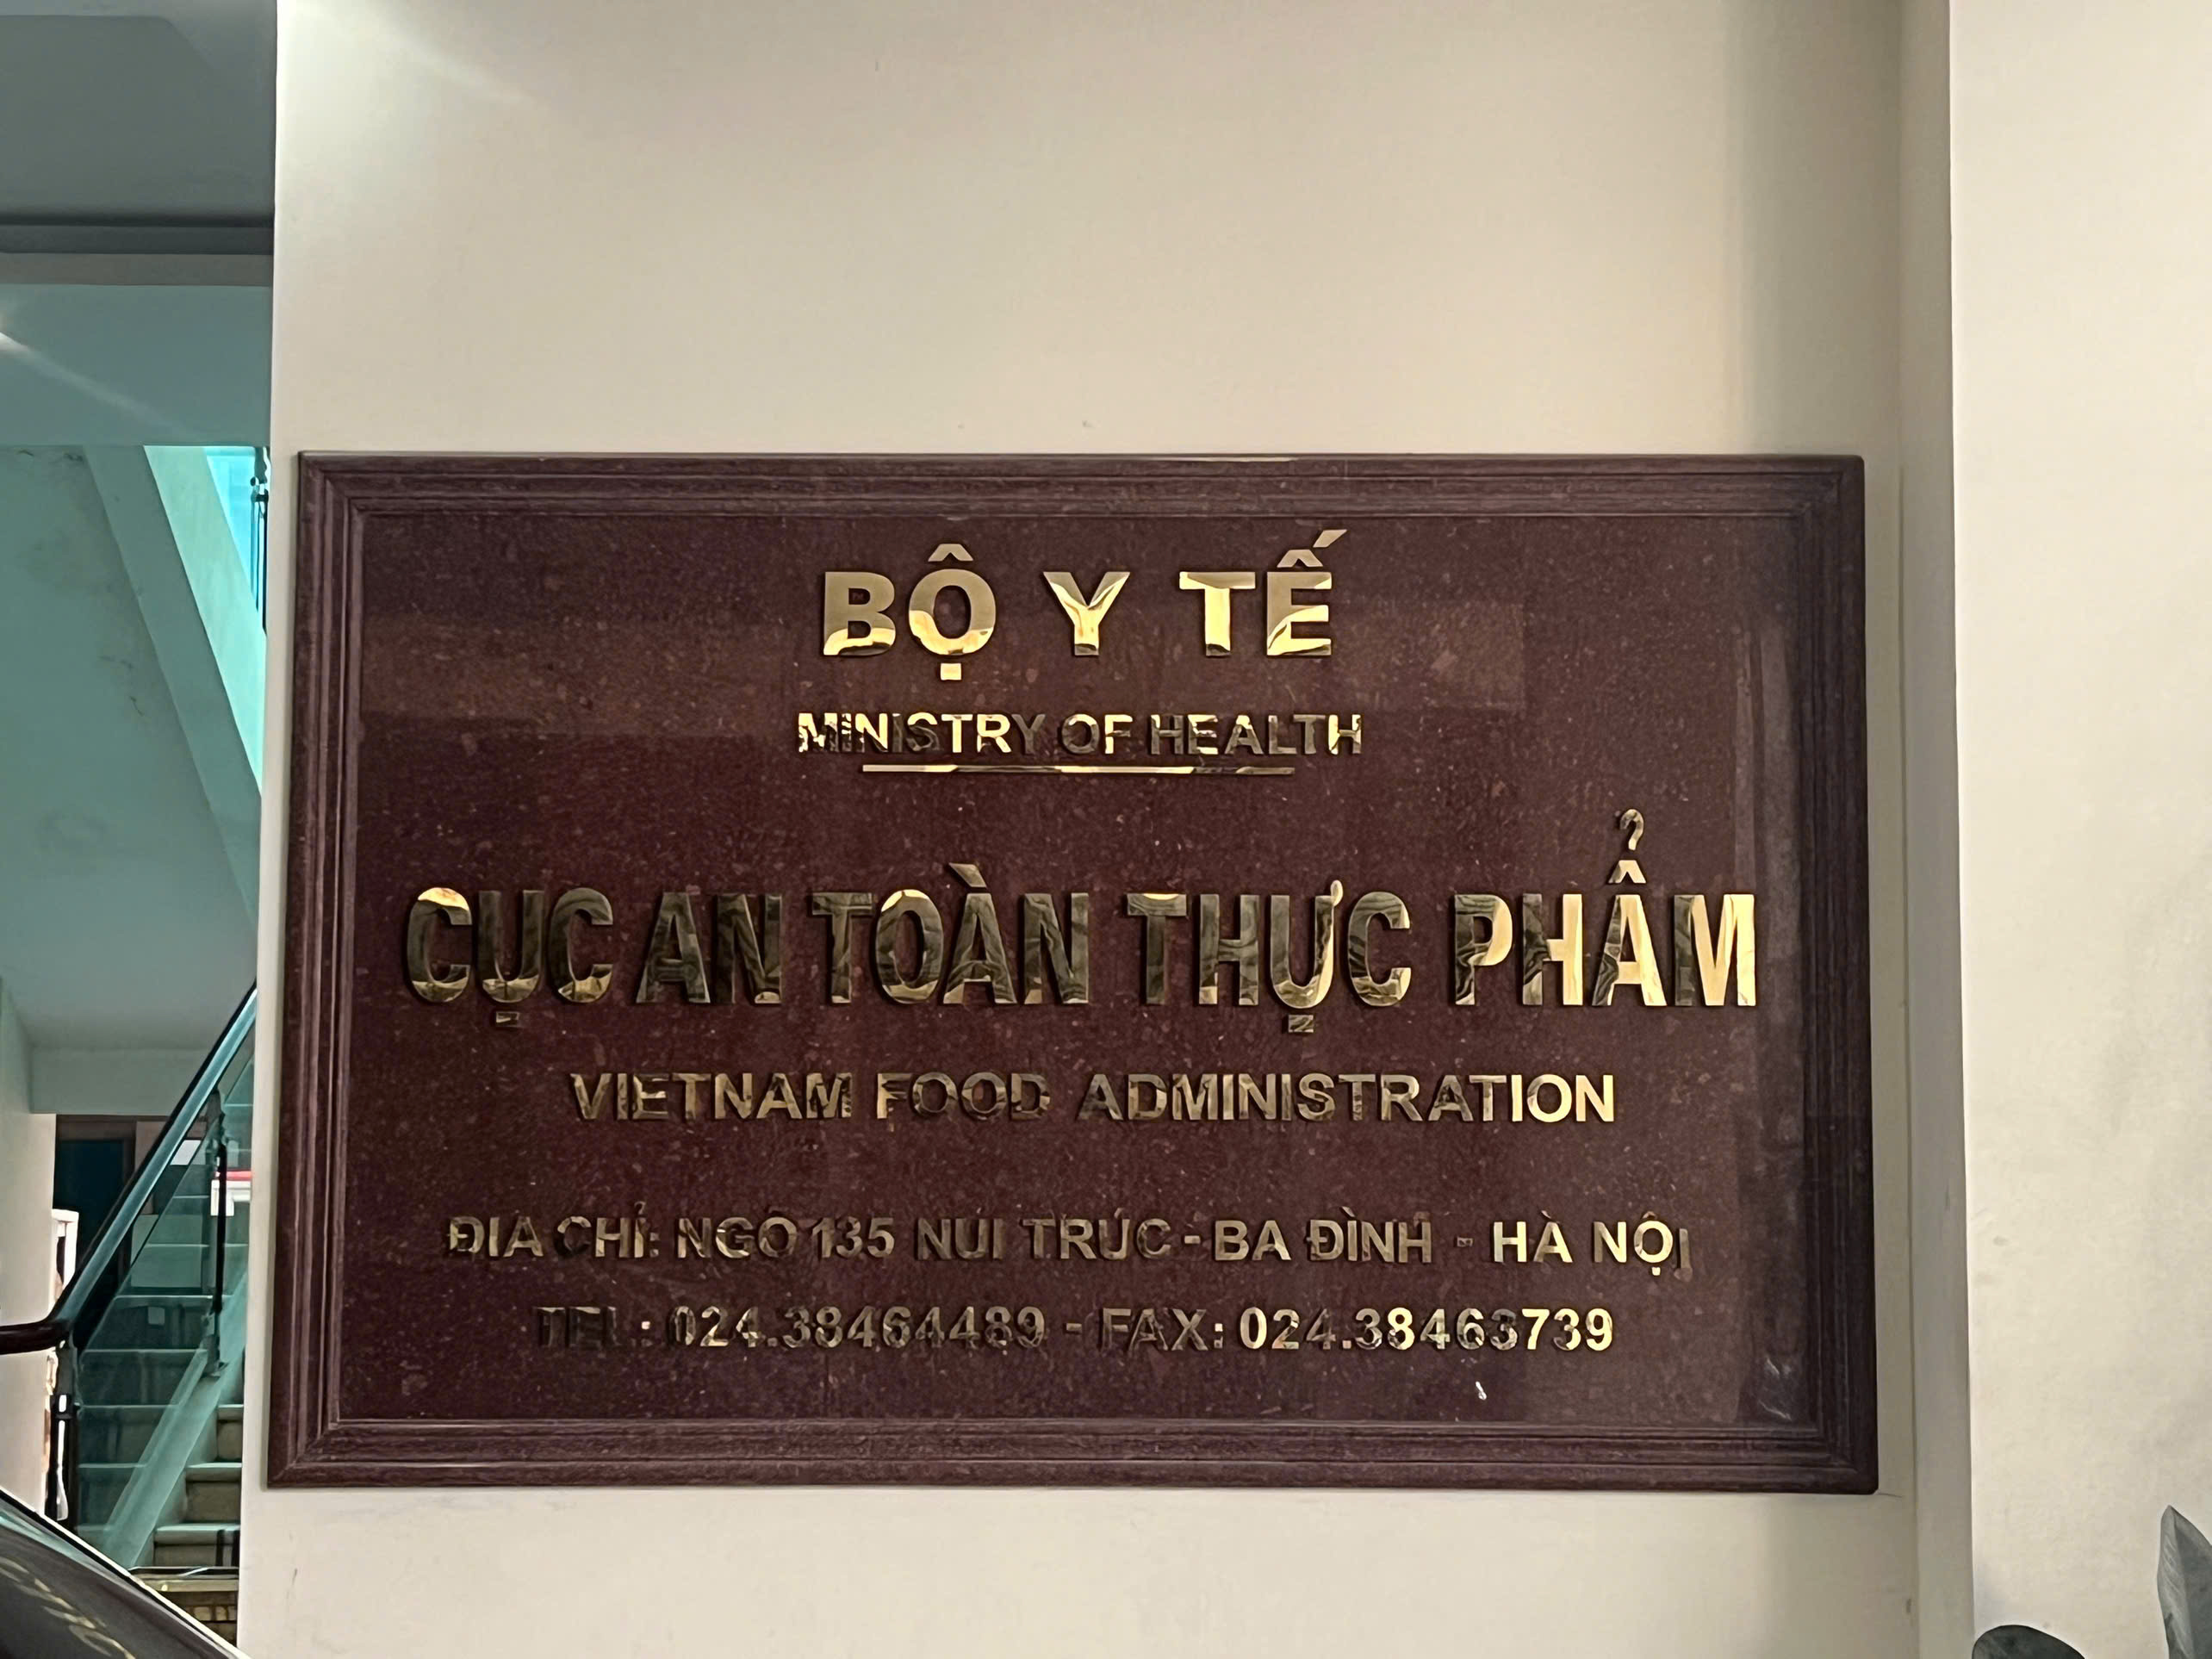 BỘ Y TẾ
MINISTRY OF HEALTH
CỤC AN TOÀN THỰC PHẨM
VIETNAM FOOD ADMINISTRATION
ĐỊA CHỈ: NGÕ 135 NÚI TRÚC - BA ĐÌNH - HÀ NỘI
TEL: 024.38464489 - FAX: 024.38463739